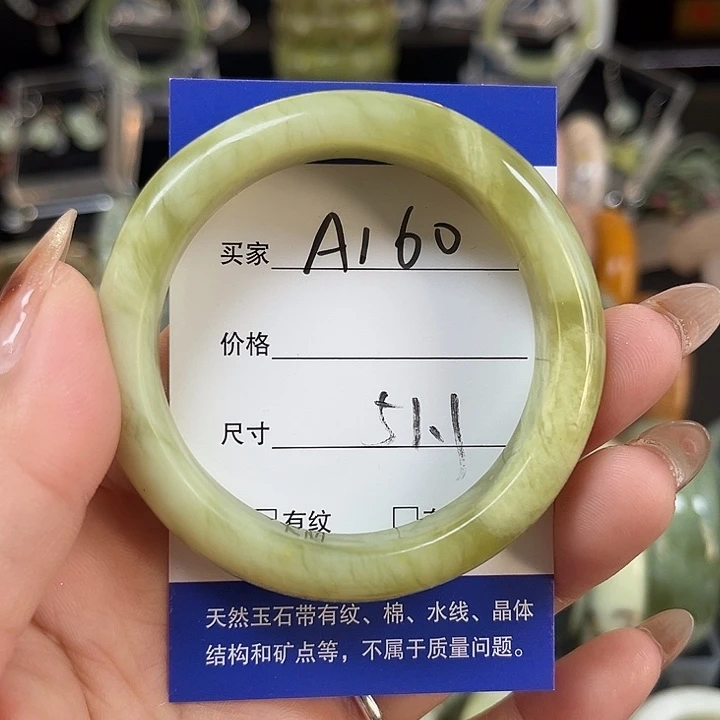 买家 A160
价格
尺寸 51.1
□有纹 □
天然玉石带有纹、棉、水线、晶体
结构和矿点等，不属于质量问题。